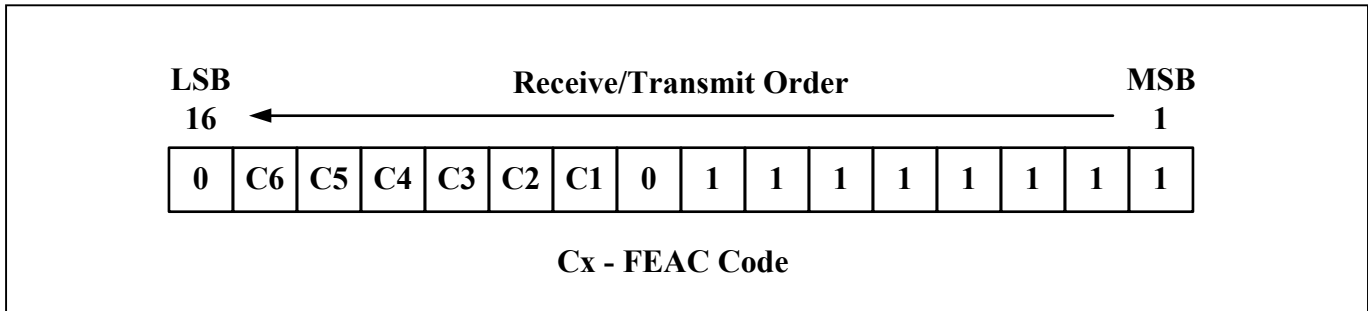 LSB Receive/Transmit Order MSB
16 1
0 C6 C5 C4 C3 C2 C1 0 1 1 1 1 1 1 1 1
Cx - FEAC Code